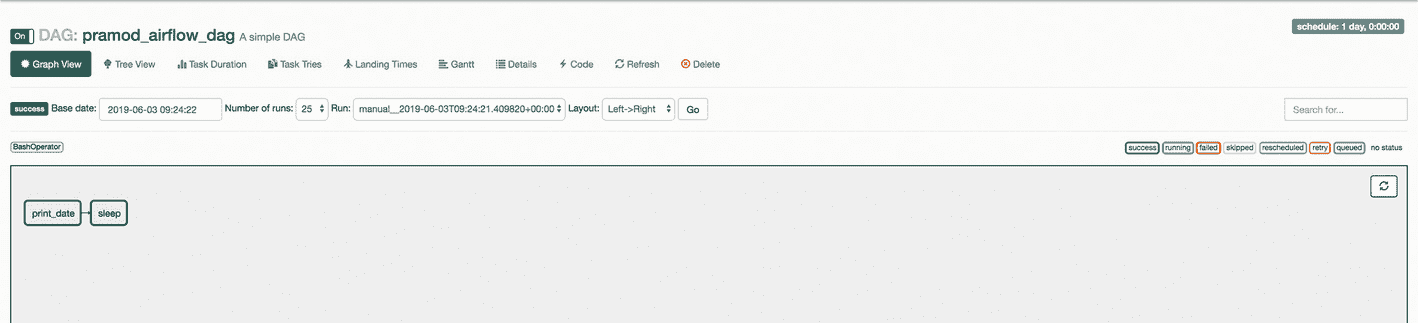 On DAG: pramod_airflow_dag A simple DAG schedule: 1 day, 0:00:00
Graph View Tree View Task Duration Task Tries Landing Times Gantt Details Code Refresh Delete
success Base date: 2019-06-03 09:24:22 Number of runs: 25 Run: manual__2019-06-03T09:24:21.409820+00:00 Layout: Left->Right Go Search for...
BashOperator success running failed skipped rescheduled retry queued no status
print_date sleep